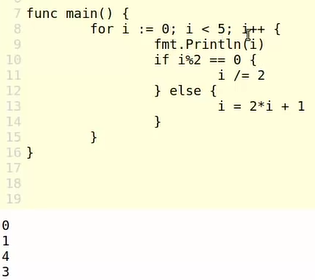 7 func main() {
8 for i := 0; i < 5; i++ {
9 fmt.Println(i)
10 if i%2 == 0 {
11 i /= 2
12 } else {
13 i = 2*i + 1
14 }
15 }
16 }
17
18
19
0
1
4
3